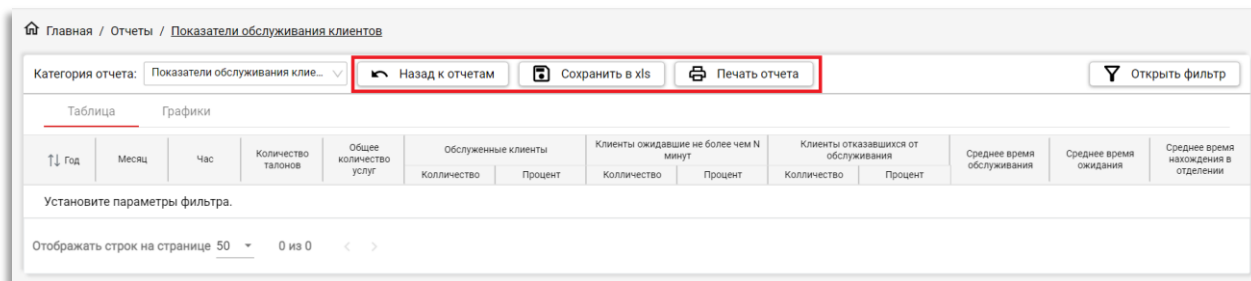 Главная / Отчеты / Показатели обслуживания клиентов
Категория отчета: Показатели обслуживания клие... Назад к отчетам Сохранить в xls Печать отчета Открыть фильтр
Таблица Графики
Год Месяц Час Количество талонов Общее количество услуг Обслуженные клиенты Клиенты ожидавшие не более чем N минут Клиенты отказавшихся от обслуживания Среднее время обслуживания Среднее время ожидания Среднее время нахождения в отделении
Колличество Процент Колличество Процент Колличество Процент
Установите параметры фильтра.
Отображать строк на странице 50 0 из 0